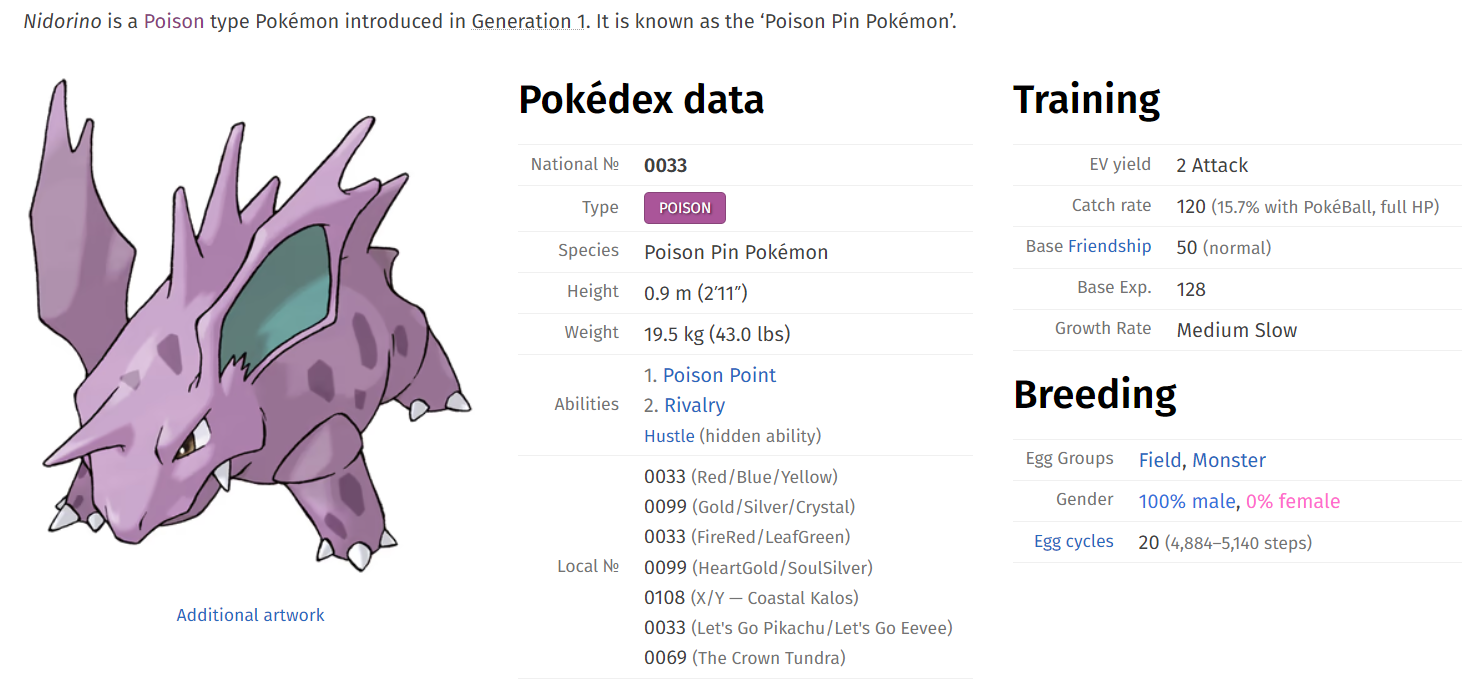 Nidorino is a Poison type Pokémon introduced in Generation 1. It is known as the ‘Poison Pin Pokémon’.
Additional artwork
Pokédex data
National № 0033
Type POISON
Species Poison Pin Pokémon
Height 0.9 m (2′11″)
Weight 19.5 kg (43.0 lbs)
Abilities
1. Poison Point
2. Rivalry
Hustle (hidden ability)
Local №
0033 (Red/Blue/Yellow)
0099 (Gold/Silver/Crystal)
0033 (FireRed/LeafGreen)
0099 (HeartGold/SoulSilver)
0108 (X/Y — Coastal Kalos)
0033 (Let's Go Pikachu/Let's Go Eevee)
0069 (The Crown Tundra)
Training
EV yield 2 Attack
Catch rate 120 (15.7% with PokéBall, full HP)
Base Friendship 50 (normal)
Base Exp. 128
Growth Rate Medium Slow
Breeding
Egg Groups Field, Monster
Gender 100% male, 0% female
Egg cycles 20 (4,884–5,140 steps)